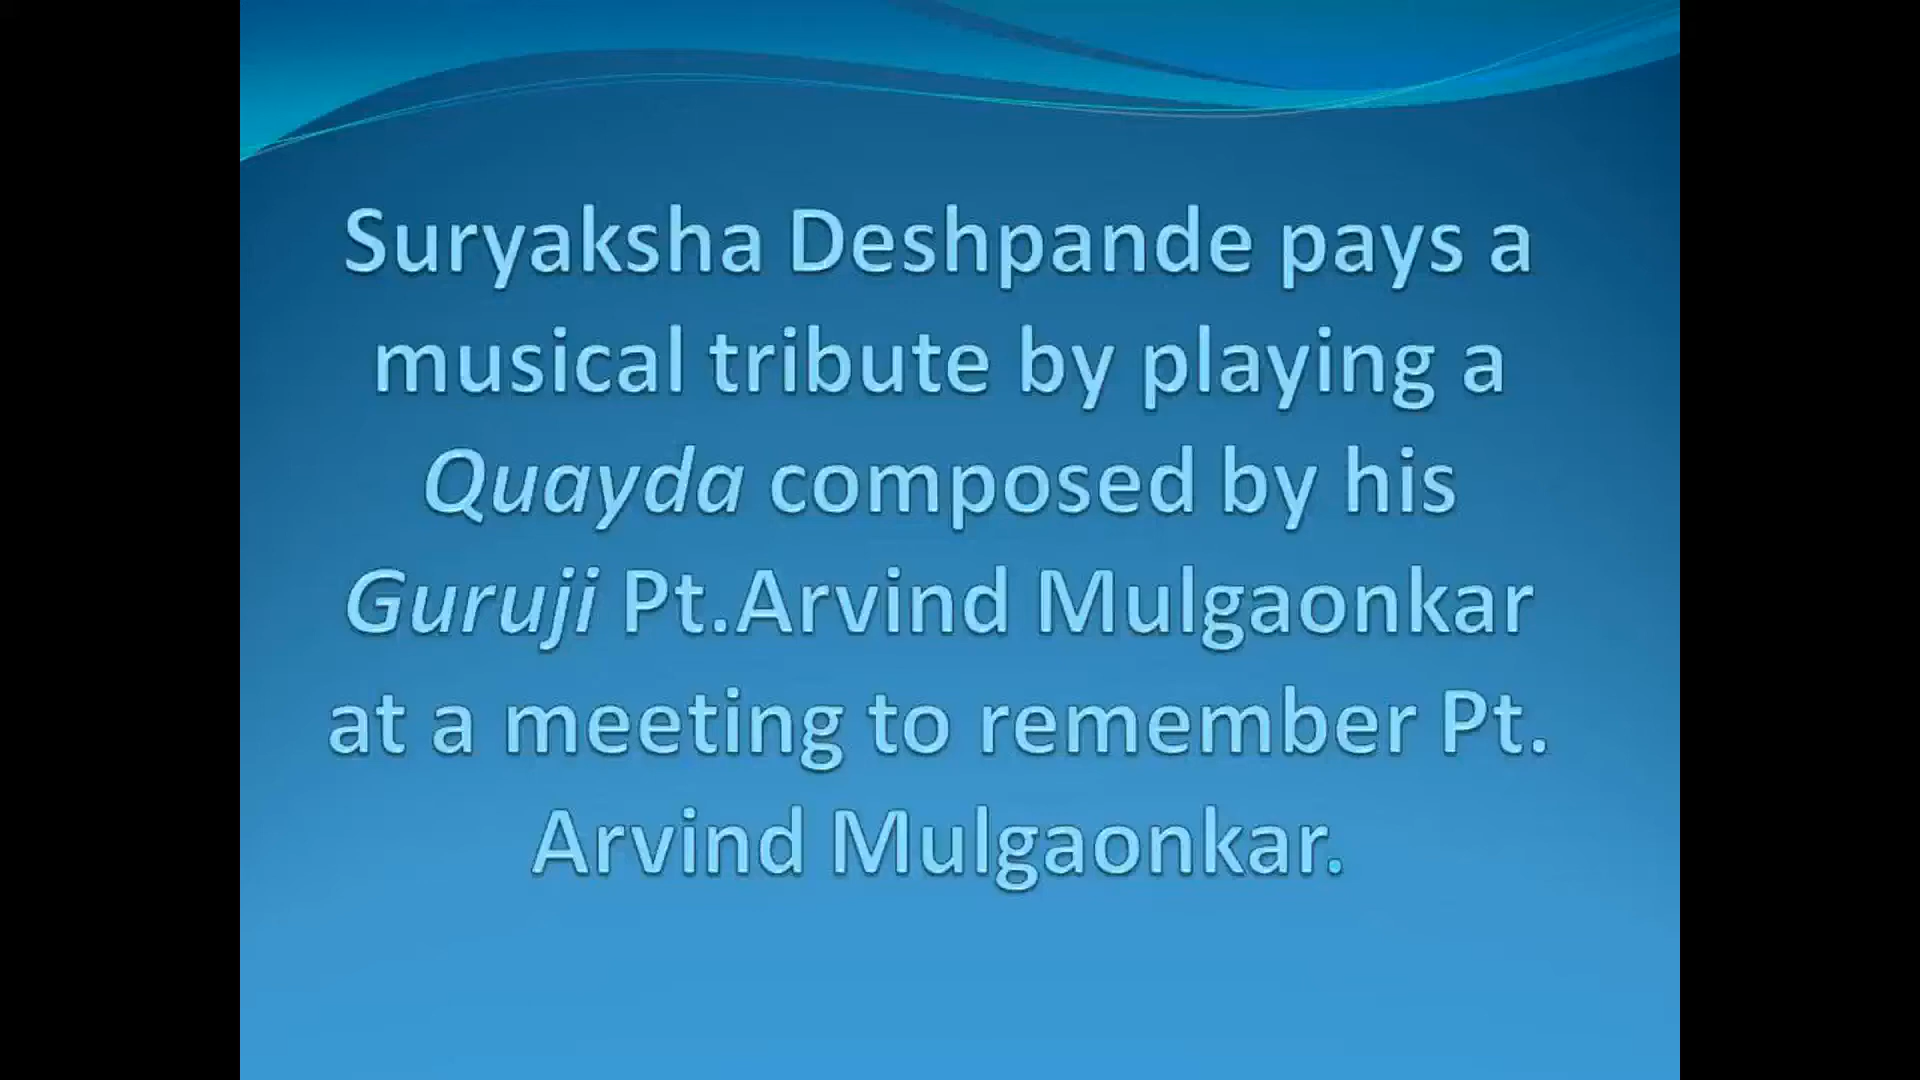 Suryaksha Deshpande pays a
musical tribute by playing a
Quayda composed by his
Guruji Pt.Arvind Mulgaonkar
at a meeting to remember Pt.
Arvind Mulgaonkar.